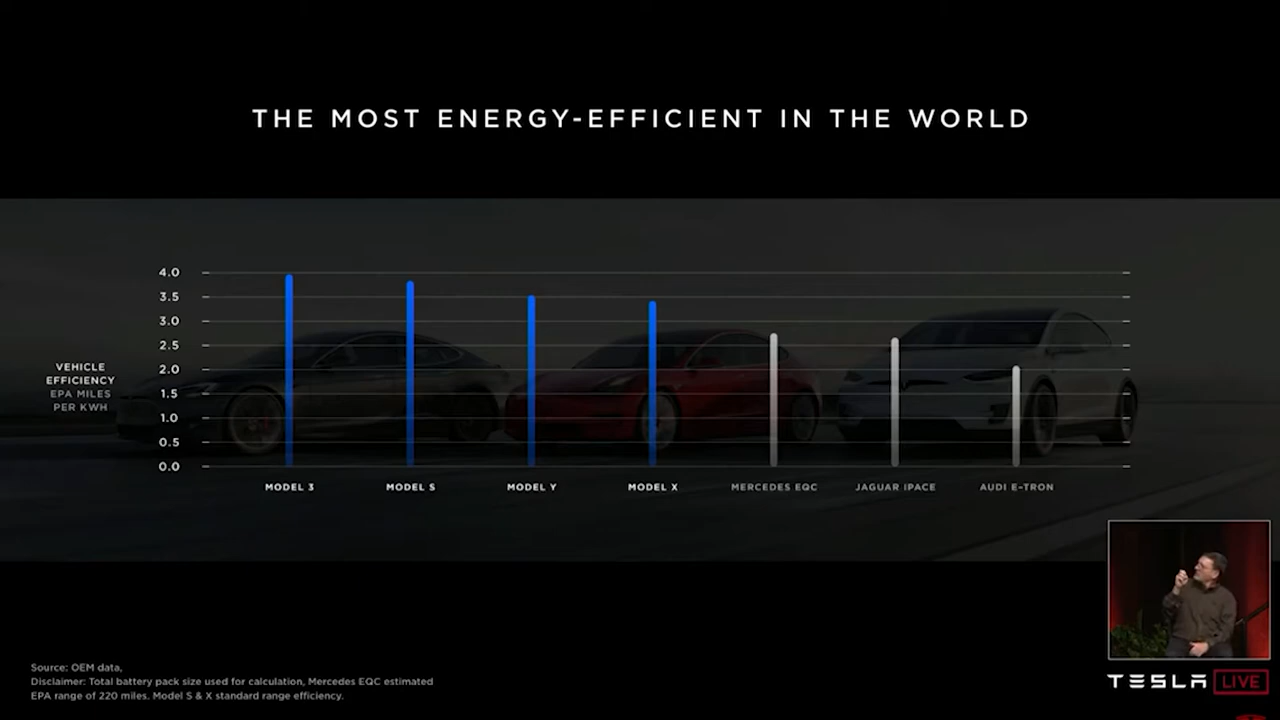 THE MOST ENERGY-EFFICIENT IN THE WORLD
4.0
3.5
3.0
2.5
2.0
1.5
1.0
0.5
0.0
VEHICLE
EFFICIENCY
EPA MILES
PER KWH
MODEL 3 MODEL S MODEL Y MODEL X MERCEDES EQC JAGUAR IPACE AUDI E-TRON
Source: OEM data,
Disclaimer: Total battery pack size used for calculation, Mercedes EQC estimated
EPA range of 220 miles. Model S & X standard range efficiency.
TESLA LIVE